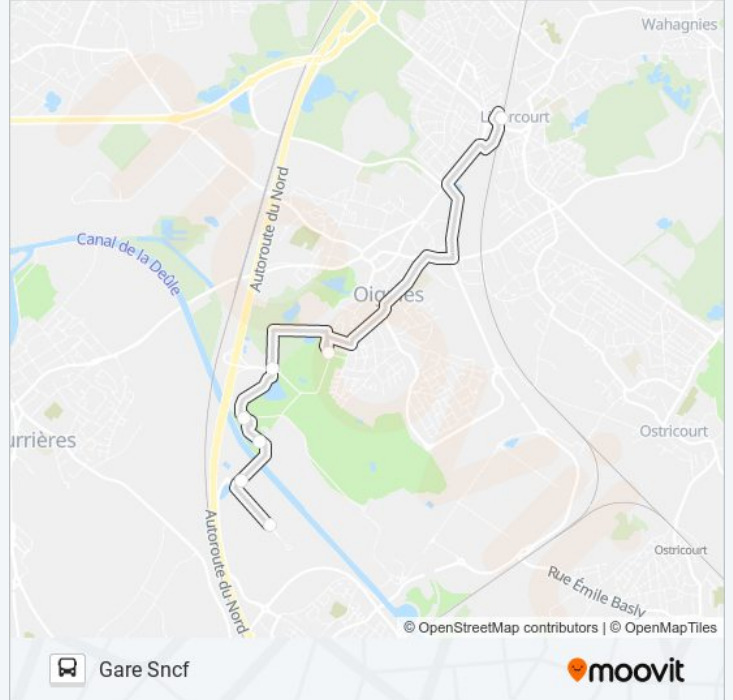 Wahagnies
Autoroute du Nord
Canal de la Deûle
Ostricourt
urrières
Ostricourt
Autoroute du Nord
Rue Émile Basly
© OpenStreetMap contributors | © OpenMapTiles
Gare Sncf
moovit